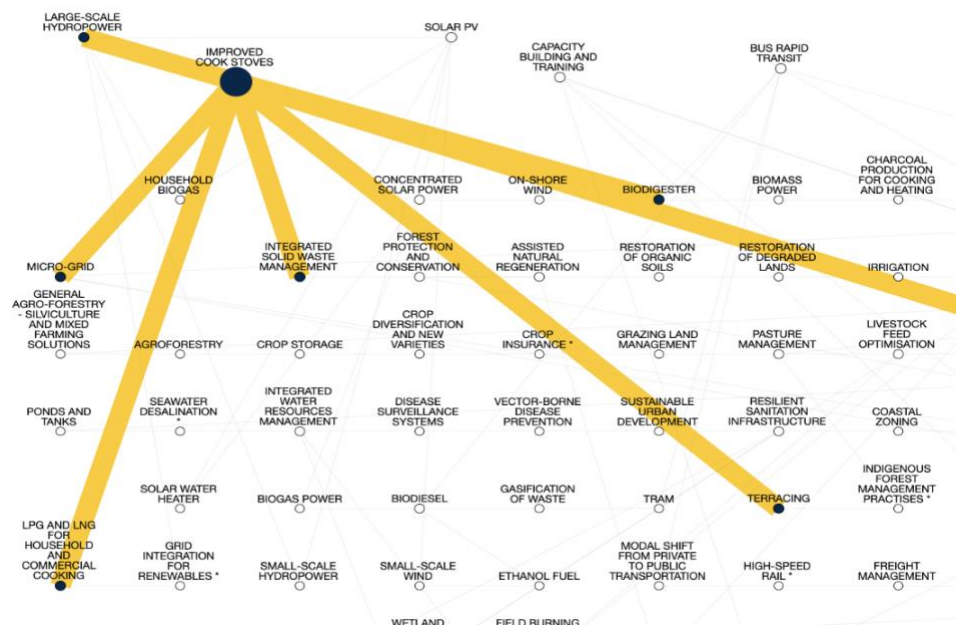 LARGE-SCALE
HYDROPOWER
SOLAR PV
IMPROVED
COOK STOVES
CAPACITY
BUILDING AND
TRAINING
BUS RAPID
TRANSIT
HOUSEHOLD
BIOGAS
CONCENTRATED
SOLAR POWER
ON-SHORE
WIND
BIODIGESTER
BIOMASS
POWER
CHARCOAL
PRODUCTION
FOR COOKING
AND HEATING
MICRO-GRID
INTEGRATED
SOLID WASTE
MANAGEMENT
FOREST
PROTECTION
AND
CONSERVATION
ASSISTED
NATURAL
REGENERATION
RESTORATION
OF ORGANIC
SOILS
RESTORATION
OF DEGRADED
LANDS
IRRIGATION
GENERAL
AGRO-FORESTRY
- SILVICULTURE
AND MIXED
FARMING
SOLUTIONS
AGROFORESTRY
CROP STORAGE
CROP
DIVERSIFICATION
AND NEW
VARIETIES
CROP
INSURANCE *
GRAZING LAND
MANAGEMENT
PASTURE
MANAGEMENT
LIVESTOCK
FEED
OPTIMISATION
PONDS AND
TANKS
SEAWATER
DESALINATION
*
INTEGRATED
WATER
RESOURCES
MANAGEMENT
DISEASE
SURVEILLANCE
SYSTEMS
VECTOR-BORNE
DISEASE
PREVENTION
SUSTAINABLE
URBAN
DEVELOPMENT
RESILIENT
SANITATION
INFRASTRUCTURE
COASTAL
ZONING
SOLAR WATER
HEATER
BIOGAS POWER
BIODIESEL
GASIFICATION
OF WASTE
TRAM
TERRACING
INDIGENOUS
FOREST
MANAGEMENT
PRACTISES *
LPG AND LNG
FOR
HOUSEHOLD
AND
COMMERCIAL
COOKING
GRID
INTEGRATION
FOR
RENEWABLES *
SMALL-SCALE
HYDROPOWER
SMALL-SCALE
WIND
ETHANOL FUEL
MODAL SHIFT
FROM PRIVATE
TO PUBLIC
TRANSPORTATION
HIGH-SPEED
RAIL *
FREIGHT
MANAGEMENT
WETLAND
FIELD BURNING